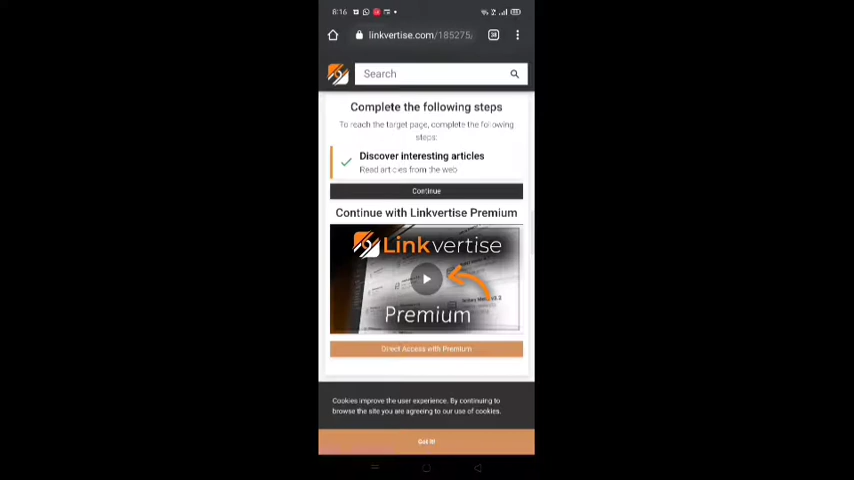 8:16
linkvertise.com/185275/
38
Search
Complete the following steps
To reach the target page, complete the following
steps:
Discover interesting articles
Read articles from the web
Continue
Continue with Linkvertise Premium
Linkvertise
Premium
Direct Access with Premium
Cookies improve the user experience. By continuing to
browse the site you are agreeing to our use of cookies.
Got it!